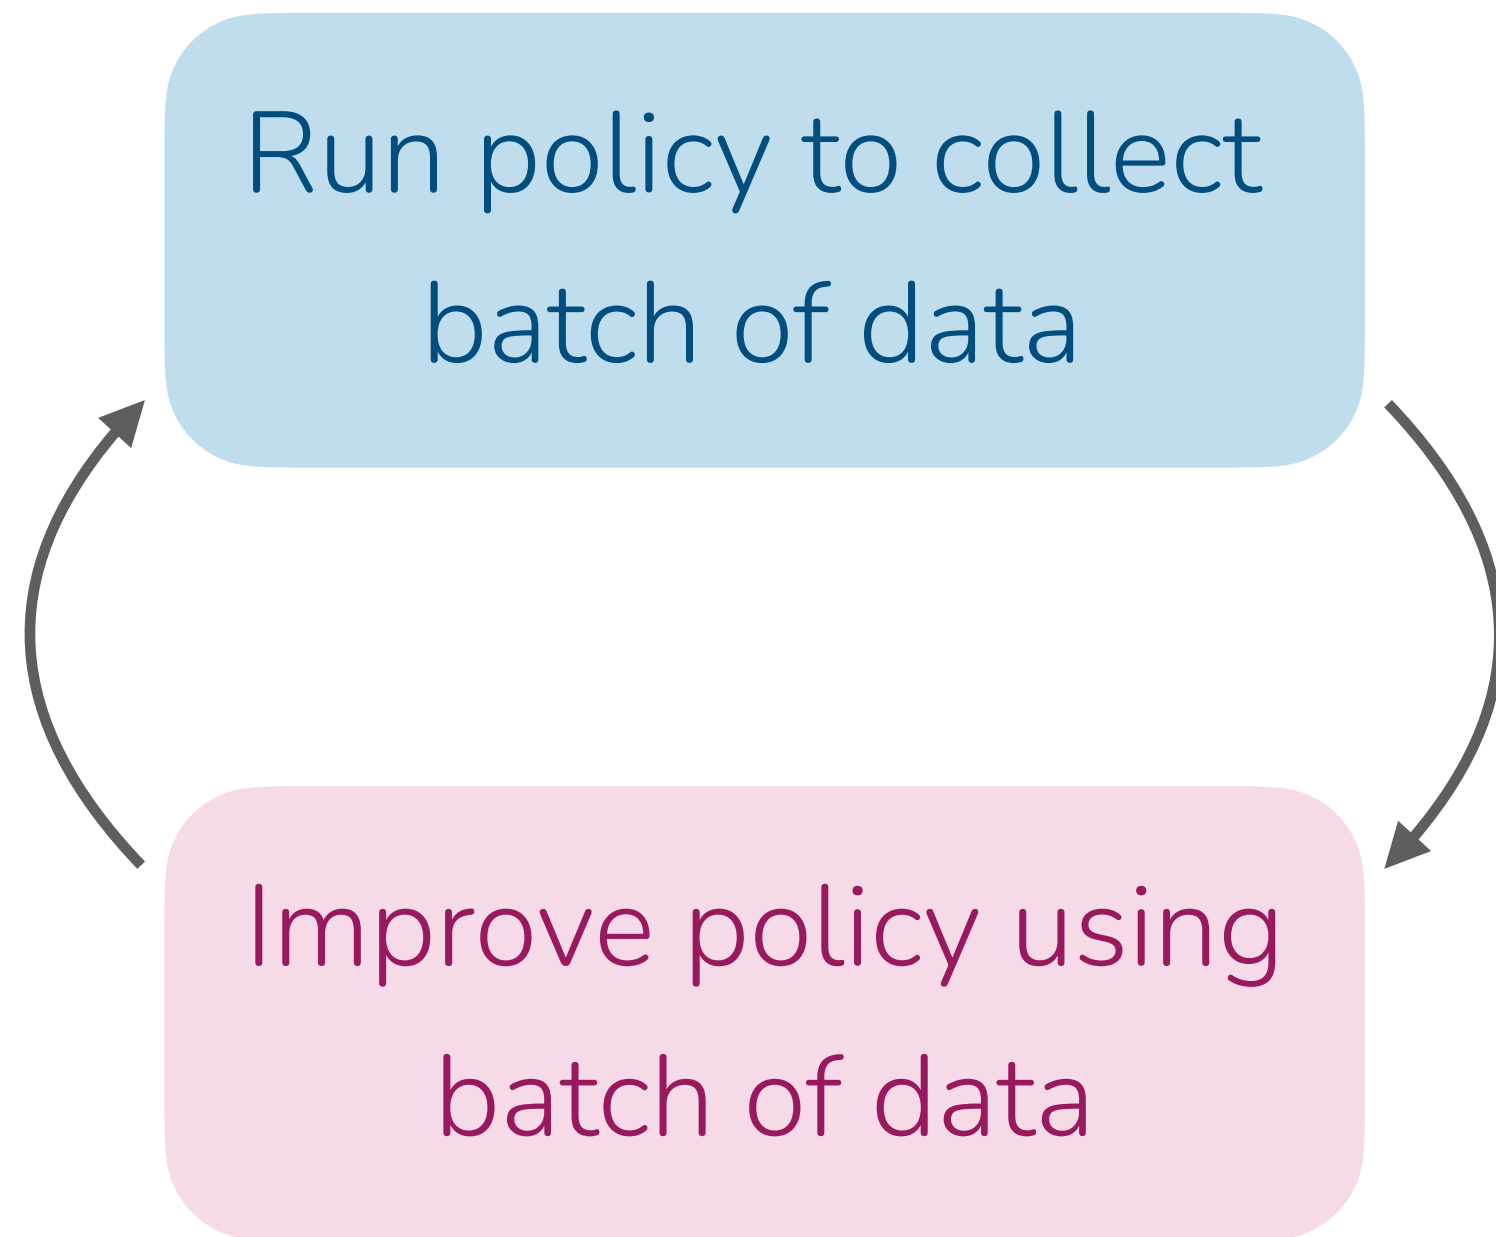 Run policy to collect
batch of data
Improve policy using
batch of data